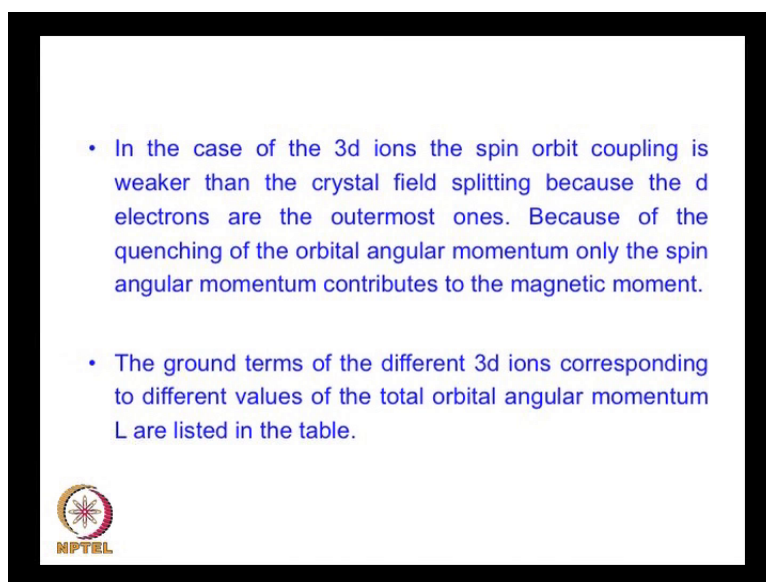 • In the case of the 3d ions the spin orbit coupling is
weaker than the crystal field splitting because the d
electrons are the outermost ones. Because of the
quenching of the orbital angular momentum only the spin
angular momentum contributes to the magnetic moment.
• The ground terms of the different 3d ions corresponding
to different values of the total orbital angular momentum
L are listed in the table.
NPTEL